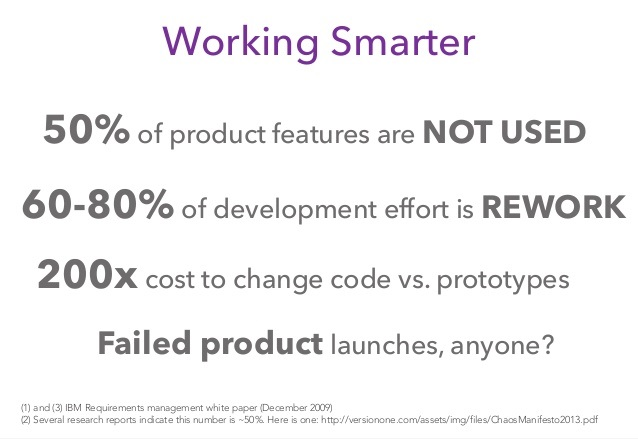 Working Smarter
50% of product features are NOT USED
60-80% of development effort is REWORK
200x cost to change code vs. prototypes
Failed product launches, anyone?
(1) and (3) IBM Requirements management white paper (December 2009)
(2) Several research reports indicate this number is ~50%. Here is one: http://versionone.com/assets/img/files/ChaosManifesto2013.pdf